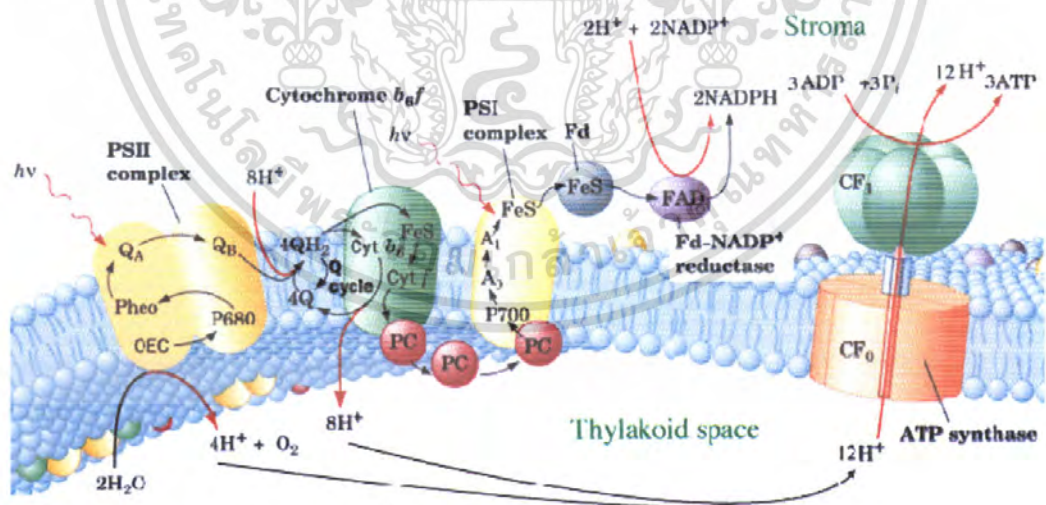 2H⁺ + 2NADP⁺
Stroma
3ADP +3Pᵢ
12H⁺
3ATP
2NADPH
Cytochrome b₆f
PSI
complex
Fd
hν
PSII
complex
hν
8H⁺
FeS
FeS
FAD
CF₁
Fd-NADP⁺
reductase
Q_A
Q_B
4QH₂
Cyt b₆
FeS
A₁
Q
cycle
Cyt f
4Q
Pheo
P680
P700
OEC
PC
PC
PC
CF₀
8H⁺
Thylakoid space
ATP synthase
4H⁺ + O₂
12H⁺
2H₂O